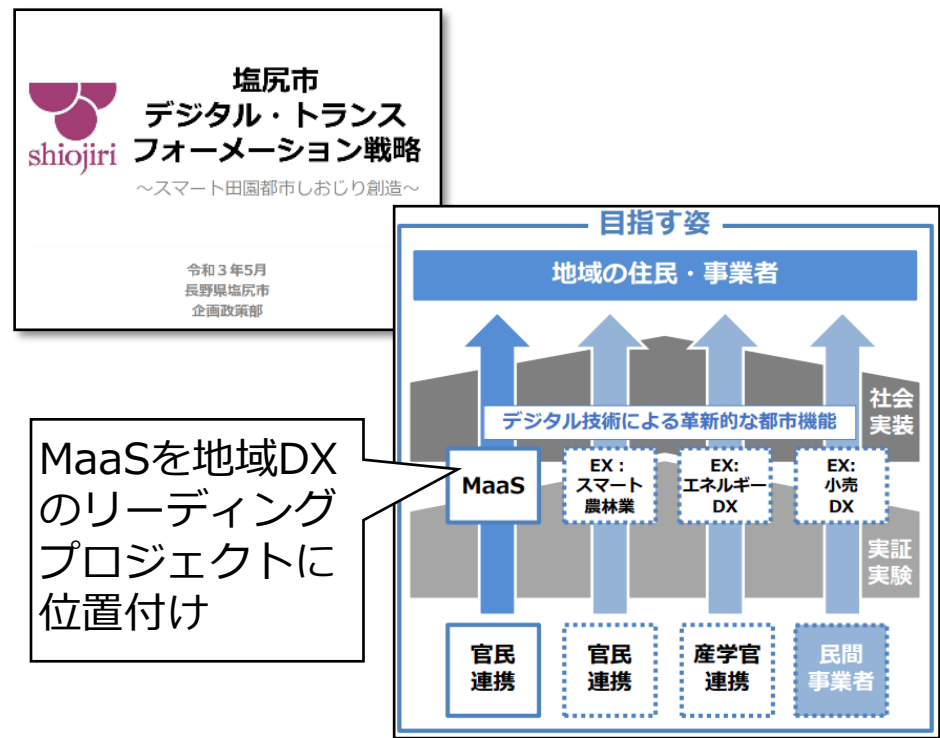 塩尻市
デジタル・トランス
フォーメーション戦略
shiojiri
～スマート田園都市しおじり創造～
令和３年5月
長野県塩尻市
企画政策部
目指す姿
地域の住民・事業者
社会
実装
デジタル技術による革新的な都市機能
MaaS
EX：
スマート
農林業
EX:
エネルギー
DX
EX:
小売
DX
実証
実験
官民
連携
官民
連携
産学官
連携
民間
事業者
MaaSを地域DX
のリーディング
プロジェクトに
位置付け